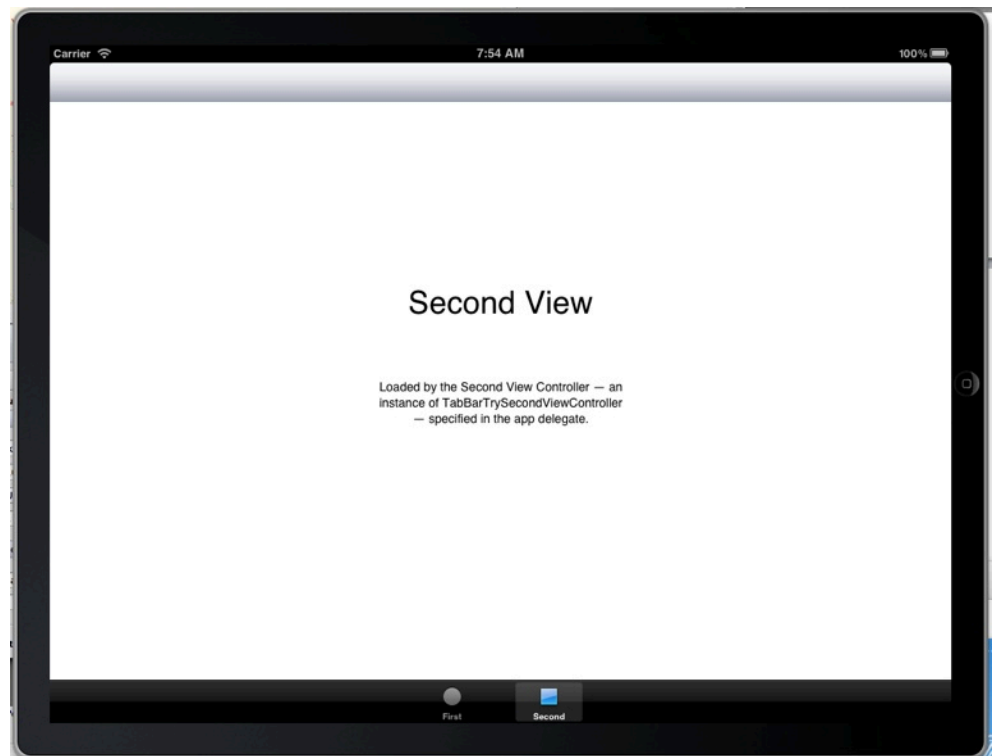 Carrier
7:54 AM
100%
Second View
Loaded by the Second View Controller — an
instance of TabBarTrySecondViewController
— specified in the app delegate.
First
Second